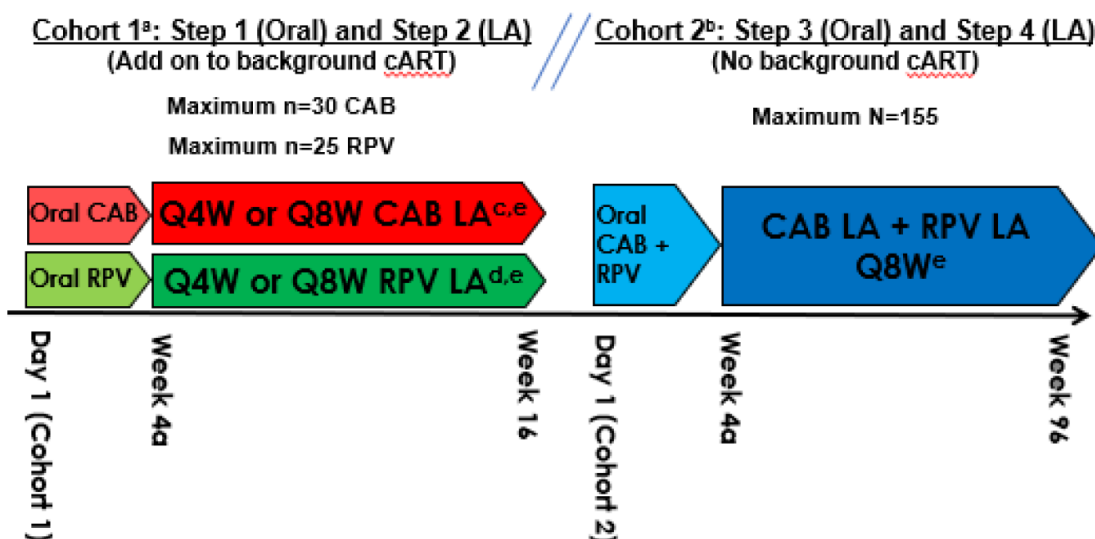 Cohort 1ᵃ: Step 1 (Oral) and Step 2 (LA)
(Add on to background cART)
Maximum n=30 CAB
Maximum n=25 RPV
Cohort 2ᵇ: Step 3 (Oral) and Step 4 (LA)
(No background cART)
Maximum N=155
Oral CAB
Q4W or Q8W CAB LAᶜ,ᵉ
Oral RPV
Q4W or Q8W RPV LAᵈ,ᵉ
Oral
CAB +
RPV
CAB LA + RPV LA
Q8Wᵉ
Day 1 (Cohort 1)
Week 4a
Week 16
Day 1 (Cohort 2)
Week 4a
Week 96